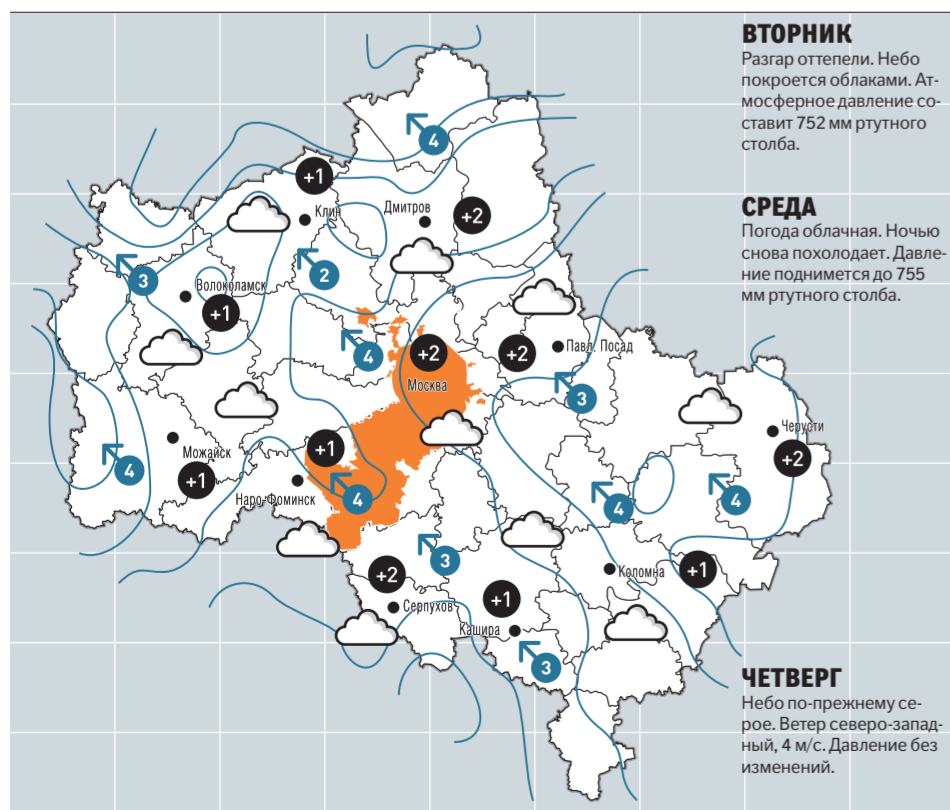 ВТОРНИК
Разгар оттепели. Небо
покроется облаками. Ат-
мосферное давление со-
ставит 752 мм ртутного
столба.
СРЕДА
Погода облачная. Ночью
снова похолодает. Давле-
ние поднимется до 755
мм ртутного столба.
ЧЕТВЕРГ
Небо по-прежнему се-
рое. Ветер северо-запад-
ный, 4 м/с. Давление без
изменений.
4
+1
Клин
Дмитров
+2
3
2
Волоколамск
+1
4
+2
Москва
+2
Павл. Посад
3
Черусти
+2
Можайск
4
+1
+1
Наро-Фоминск
4
4
4
3
+2
Серпухов
+1
Кашира
3
Коломна
+1